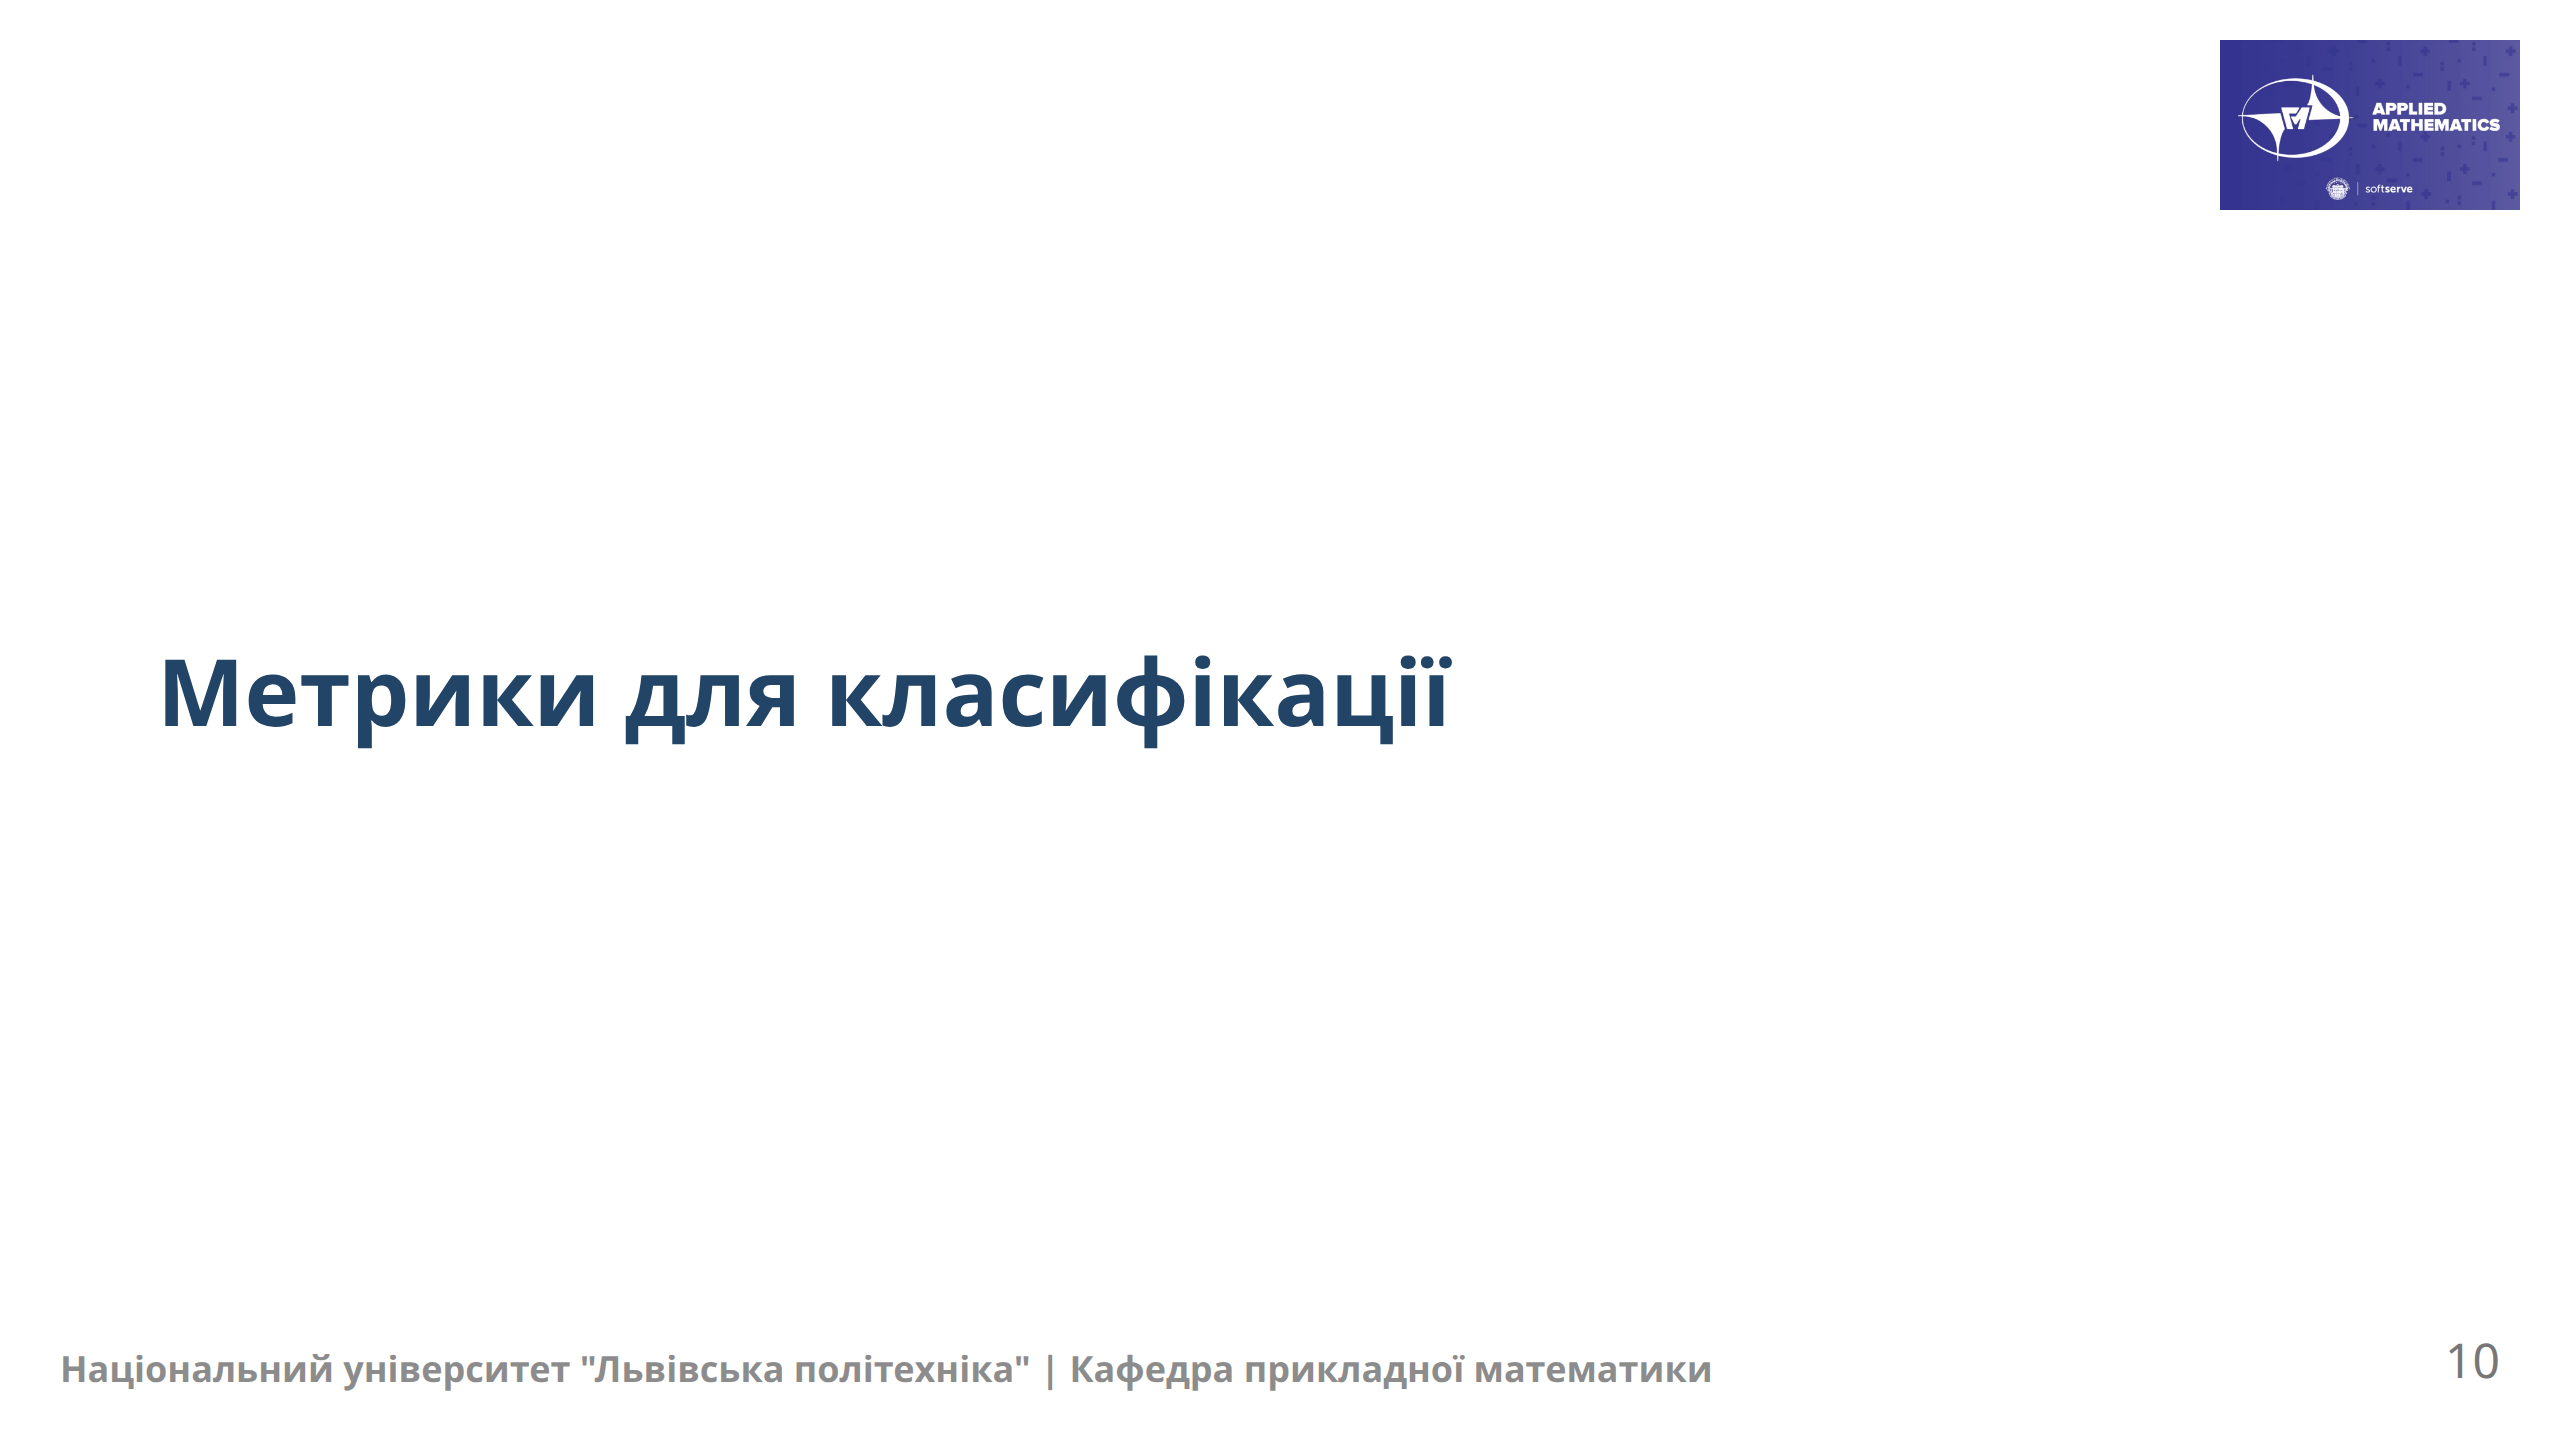 APPLIED
MATHEMATICS
softserve
Метрики для класифікації
Національний університет "Львівська політехніка" | Кафедра прикладної математики
10